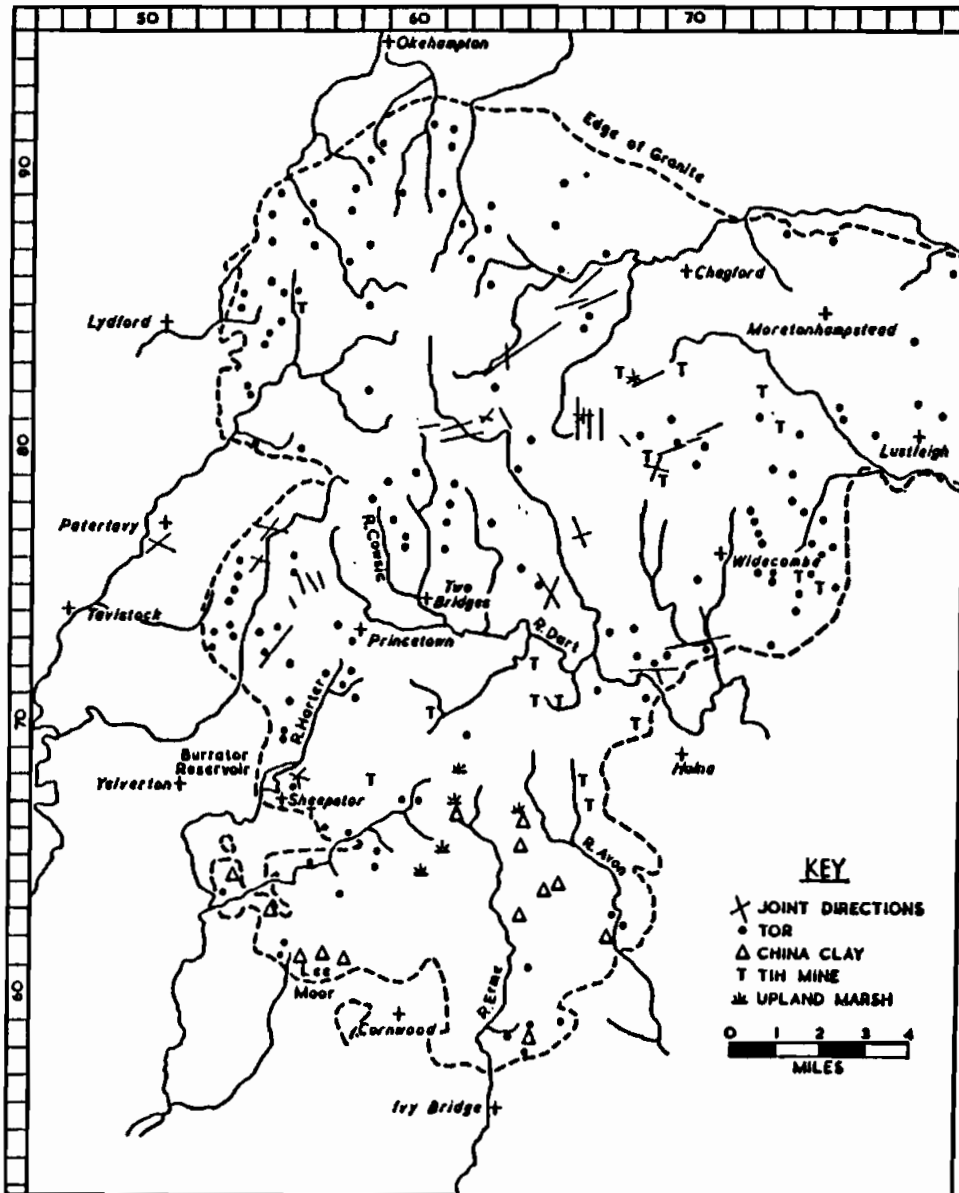 50 60 70
Okehampton
Edge of Granite
90
Chagford
Lydford
T
Moretonhampstead
T T
T
T
T
80
Lustleigh
T
T
Petertavy
R. Cowsic
Widecombe
Two
Bridges
T T
Tavistock
R. Dart
Princetown
T
T T
R. Harter
T
T
70
Burrator
Reservoir
Holne
Yelverton
T
T
Sheepstor
T
R. Avon
KEY
JOINT DIRECTIONS
TOR
CHINA CLAY
T TIN MINE
UPLAND MARSH
Lee
Moor
60
R. Erme
Cornwood
0 1 2 3 4
MILES
Ivy Bridge